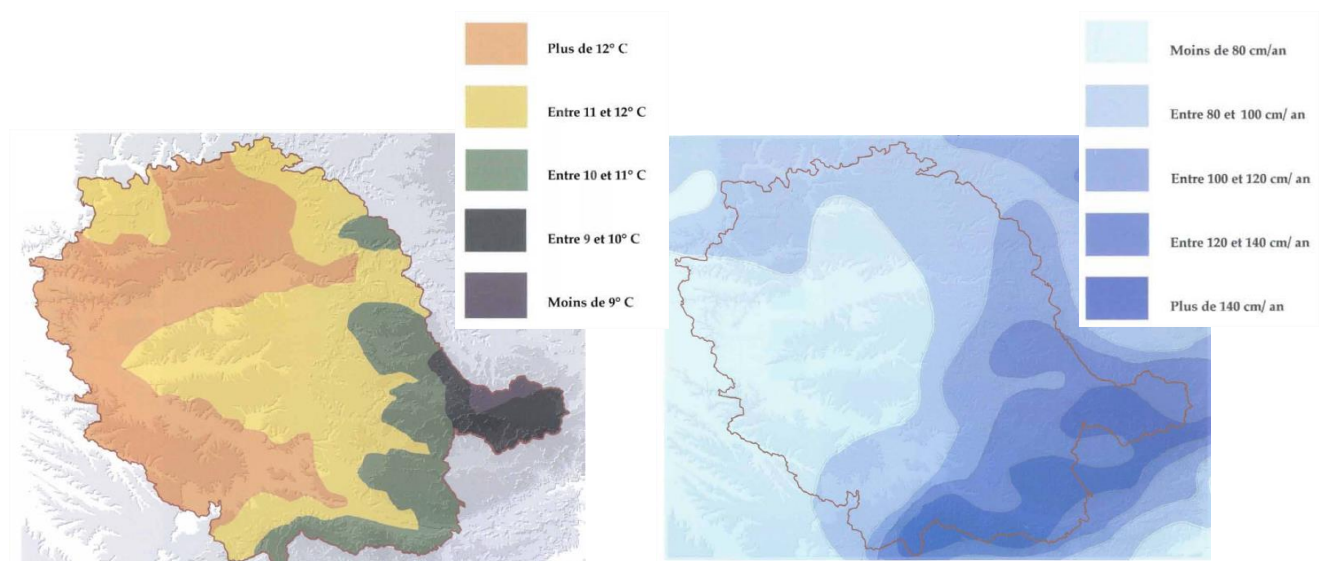 Plus de 12° C
Entre 11 et 12° C
Entre 10 et 11° C
Entre 9 et 10° C
Moins de 9° C
Moins de 80 cm/an
Entre 80 et 100 cm/ an
Entre 100 et 120 cm/ an
Entre 120 et 140 cm/ an
Plus de 140 cm/ an